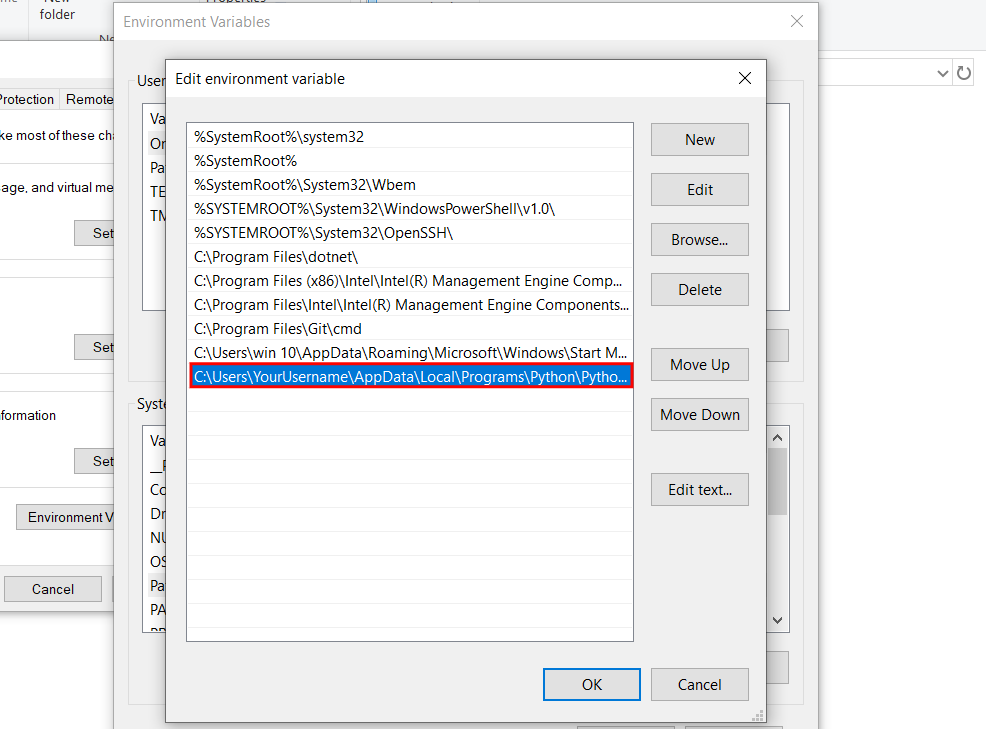 New
folder
Environment Variables
Protection
Remote
User
Edit environment variable
%SystemRoot%\system32
%SystemRoot%
%SystemRoot%\System32\Wbem
%SYSTEMROOT%\System32\WindowsPowerShell\v1.0\
%SYSTEMROOT%\System32\OpenSSH\
C:\Program Files\dotnet\
C:\Program Files (x86)\Intel\Intel(R) Management Engine Comp...
C:\Program Files\Intel\Intel(R) Management Engine Components...
C:\Program Files\Git\cmd
C:\Users\win 10\AppData\Roaming\Microsoft\Windows\Start M...
C:\Users\YourUsername\AppData\Local\Programs\Python\Pytho...
New
Edit
Browse...
Delete
Move Up
Move Down
Edit text...
OK
Cancel
ke most of these cha
age, and virtual me
Set
Set
formation
Set
Environment V
Cancel
Va
On
Pa
TE
TM
Syste
Va
Co
Dr
NU
OS
Pa
PA